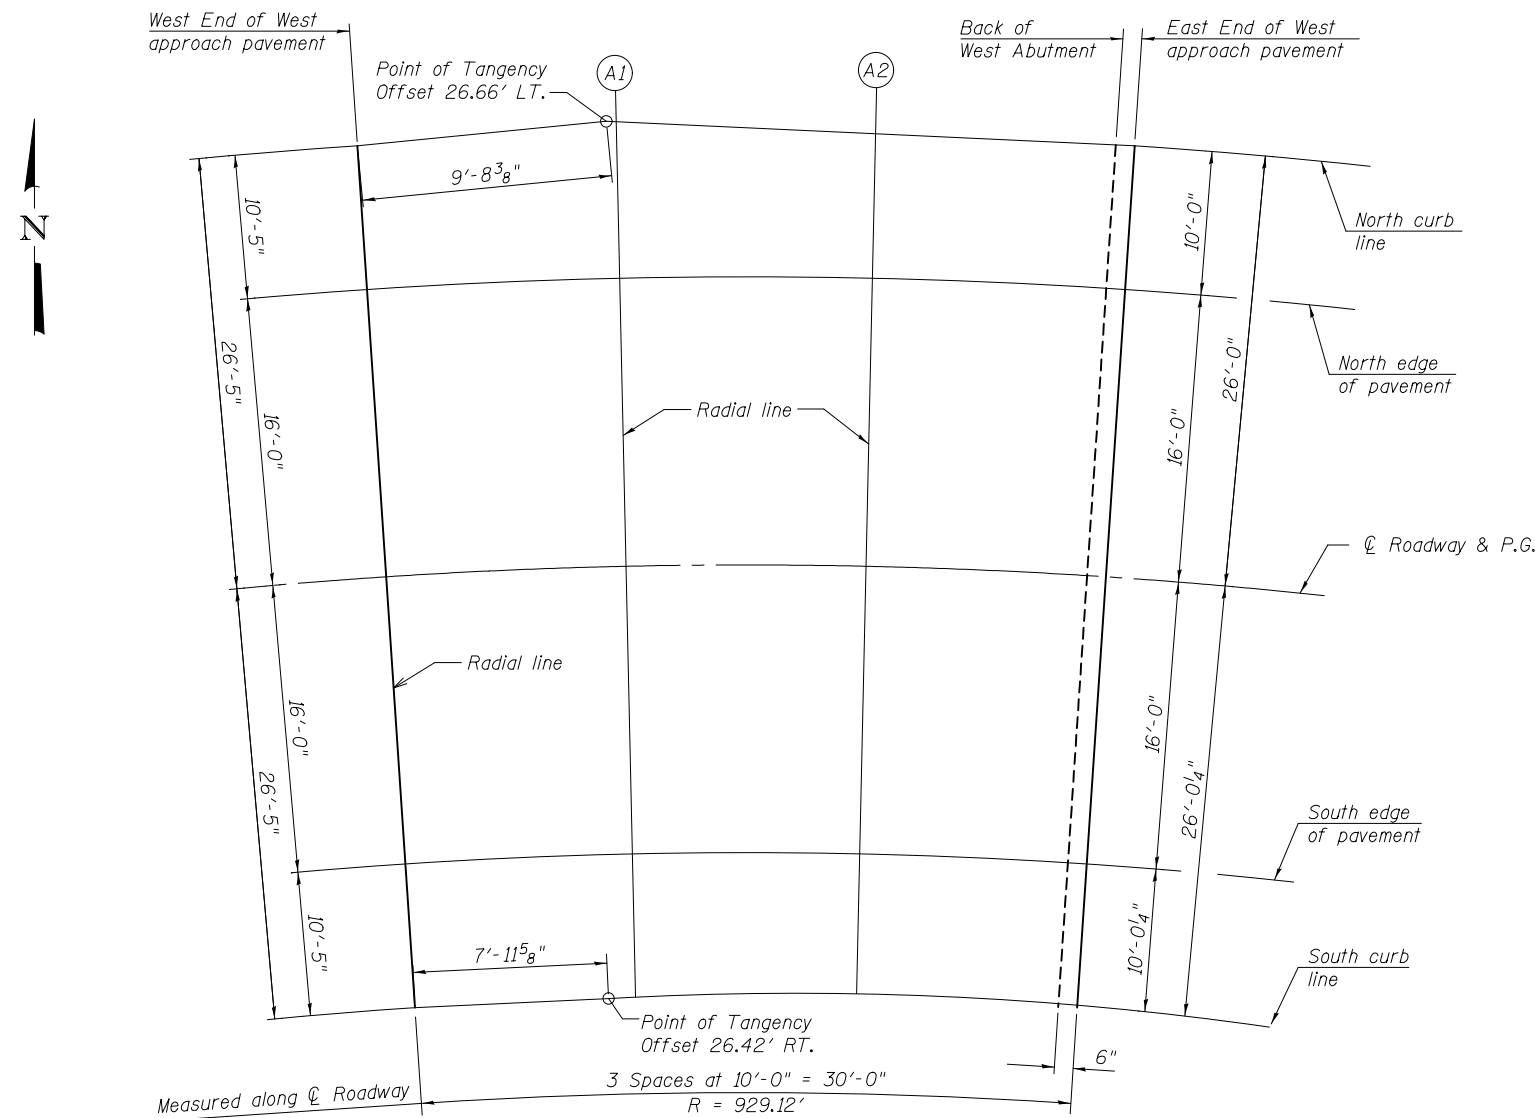 West End of West
approach pavement
Point of Tangency
Offset 26.66' LT.
A1
A2
Back of
West Abutment
East End of West
approach pavement
N
9'-8 3/8"
10'-5"
10'-0"
North curb
line
26'-5"
16'-0"
North edge
of pavement
26'-0"
16'-0"
Radial line
℄ Roadway & P.G.
Radial line
16'-0"
16'-0"
26'-5"
26'-0 1/4"
South edge
of pavement
10'-5"
7'-11 5/8"
10'-0 1/4"
South curb
line
Point of Tangency
Offset 26.42' RT.
6"
3 Spaces at 10'-0" = 30'-0"
Measured along ℄ Roadway
R = 929.12'